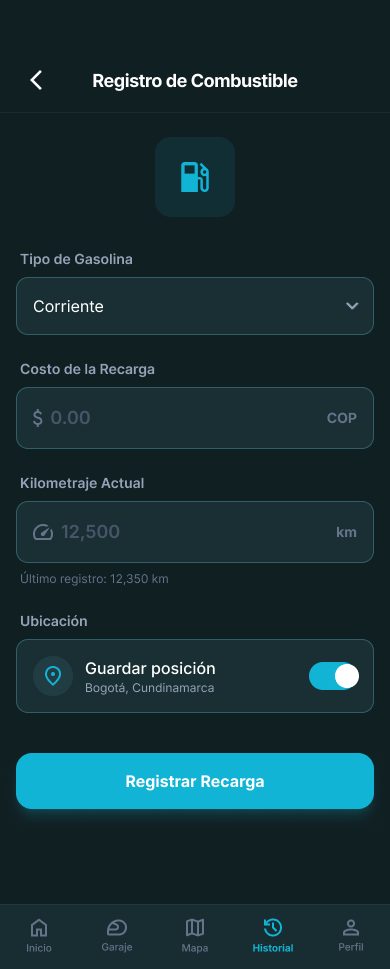 Registro de Combustible
Tipo de Gasolina
Corriente
Costo de la Recarga
$ 0.00 COP
Kilometraje Actual
12,500 km
Último registro: 12,350 km
Ubicación
Guardar posición
Bogotá, Cundinamarca
Registrar Recarga
Inicio Garaje Mapa Historial Perfil